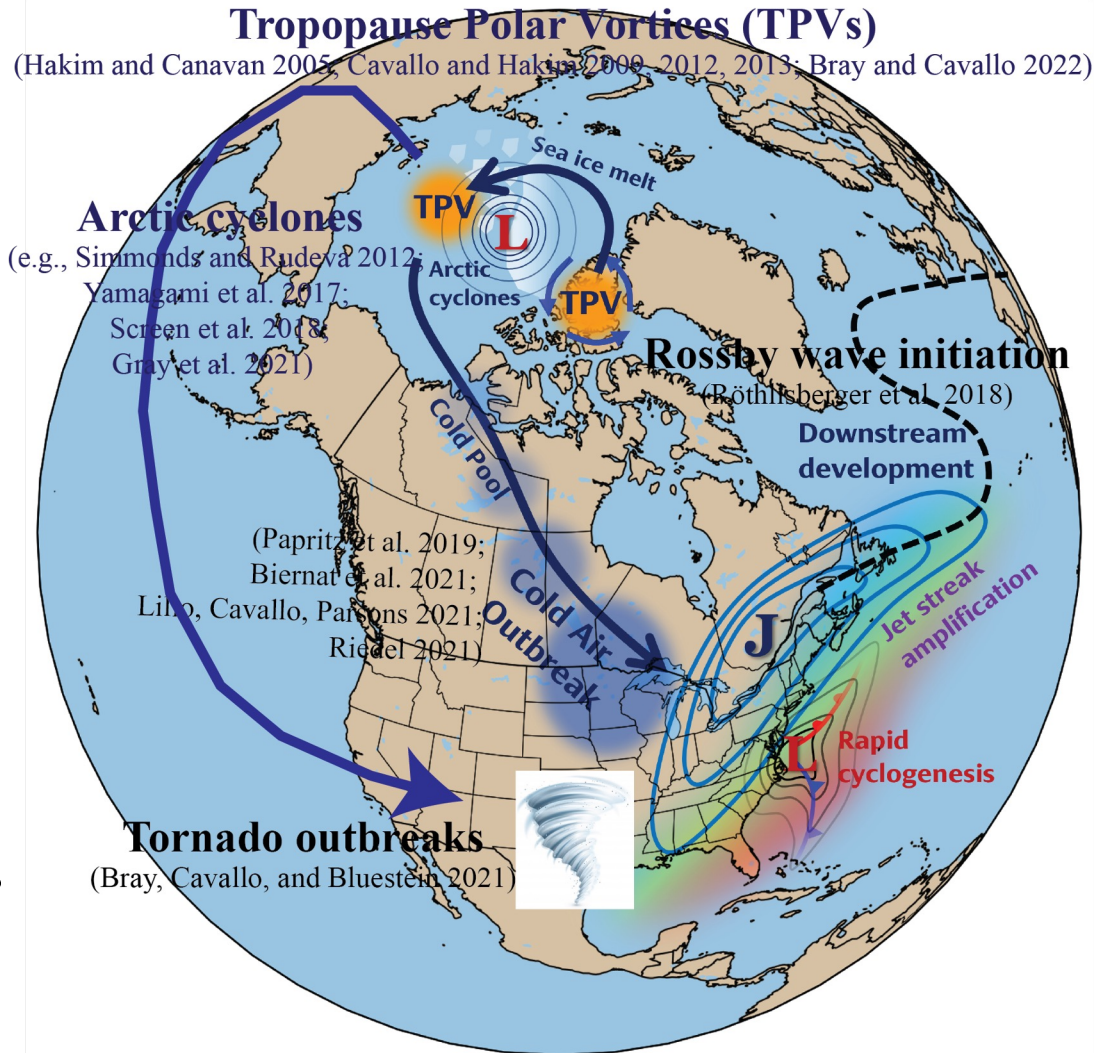 Tropopause Polar Vortices (TPVs)
(Hakim and Canavan 2005; Cavallo and Hakim 2009, 2012, 2013; Bray and Cavallo 2022)
Sea ice melt
TPV
L
Arctic cyclones
(e.g., Simmonds and Rudeva 2012;
Yamagami et al. 2017;
Screen et al. 2018;
Gray et al. 2021)
Arctic
cyclones
TPV
Rossby wave initiation
(Röthlisberger et al. 2018)
Downstream
development
Cold Pool
(Papritz et al. 2019;
Biernat et al. 2021;
Lillo, Cavallo, Parsons 2021;
Riedel 2021)
Cold Air
Outbreak
J
Jet streak
amplification
L
Rapid
cyclogenesis
Tornado outbreaks
(Bray, Cavallo, and Bluestein 2021)